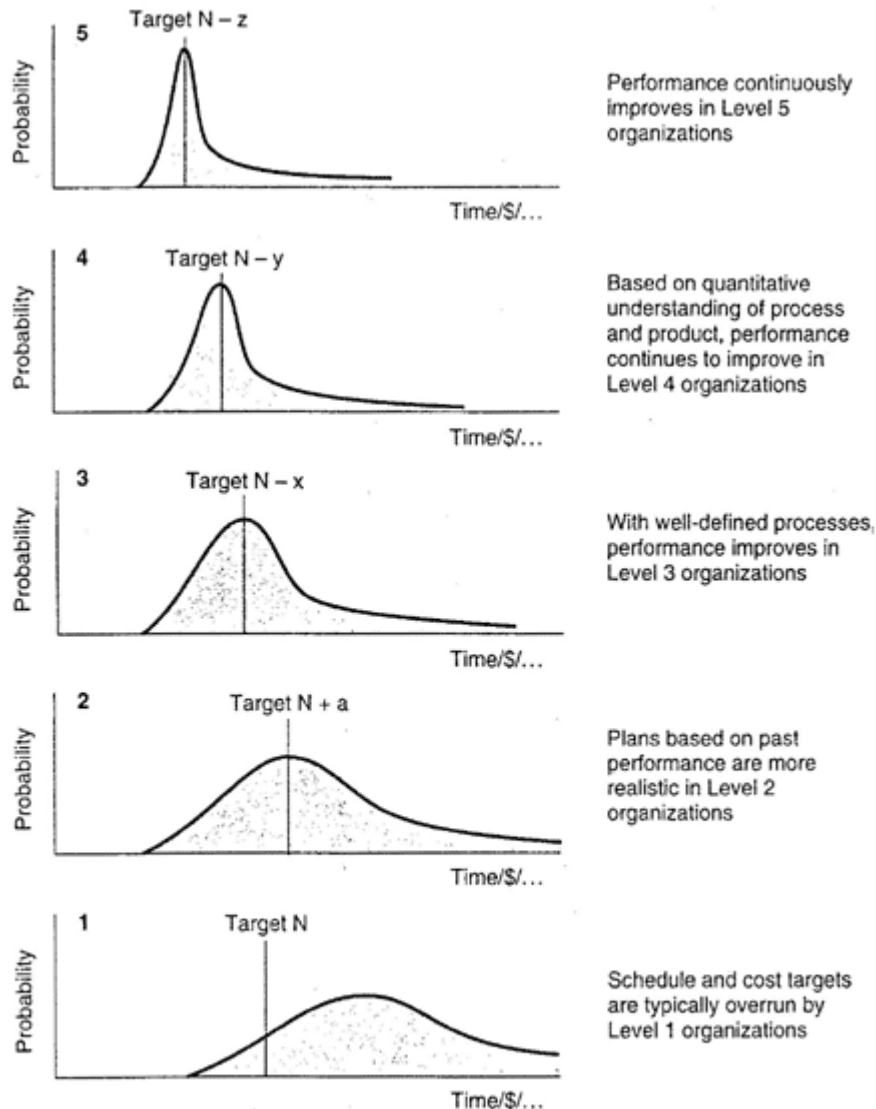 5
Target N – z
Probability
Time/$/...
Performance continuously
improves in Level 5
organizations
4
Target N – y
Probability
Time/$/...
Based on quantitative
understanding of process
and product, performance
continues to improve in
Level 4 organizations
3
Target N – x
Probability
Time/$/...
With well-defined processes,
performance improves in
Level 3 organizations
2
Target N + a
Probability
Time/$/...
Plans based on past
performance are more
realistic in Level 2
organizations
1
Target N
Probability
Time/$/...
Schedule and cost targets
are typically overrun by
Level 1 organizations